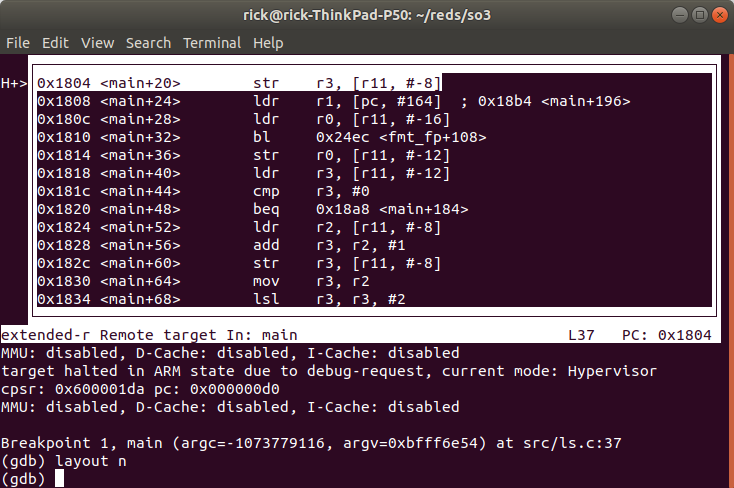 rick@rick-ThinkPad-P50: ~/reds/so3
File Edit View Search Terminal Help
H+> 0x1804 <main+20> str r3, [r11, #-8]
0x1808 <main+24> ldr r1, [pc, #164] ; 0x18b4 <main+196>
0x180c <main+28> ldr r0, [r11, #-16]
0x1810 <main+32> bl 0x24ec <fmt_fp+108>
0x1814 <main+36> str r0, [r11, #-12]
0x1818 <main+40> ldr r3, [r11, #-12]
0x181c <main+44> cmp r3, #0
0x1820 <main+48> beq 0x18a8 <main+184>
0x1824 <main+52> ldr r2, [r11, #-8]
0x1828 <main+56> add r3, r2, #1
0x182c <main+60> str r3, [r11, #-8]
0x1830 <main+64> mov r3, r2
0x1834 <main+68> lsl r3, r3, #2
extended-r Remote target In: main L37 PC: 0x1804
MMU: disabled, D-Cache: disabled, I-Cache: disabled
target halted in ARM state due to debug-request, current mode: Hypervisor
cpsr: 0x600001da pc: 0x000000d0
MMU: disabled, D-Cache: disabled, I-Cache: disabled
Breakpoint 1, main (argc=-1073779116, argv=0xbfff6e54) at src/ls.c:37
(gdb) layout n
(gdb)